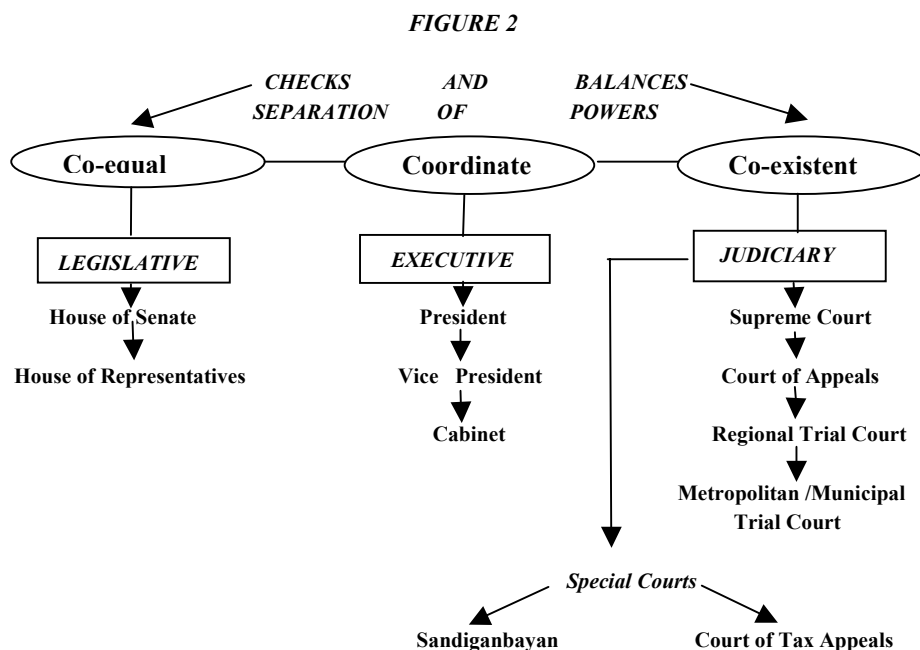 FIGURE 2
CHECKS AND BALANCES
SEPARATION OF POWERS
Co-equal Coordinate Co-existent
LEGISLATIVE EXECUTIVE JUDICIARY
House of Senate President Supreme Court
House of Representatives Vice President Court of Appeals
Cabinet Regional Trial Court
Metropolitan /Municipal
Trial Court
Special Courts
Sandiganbayan Court of Tax Appeals